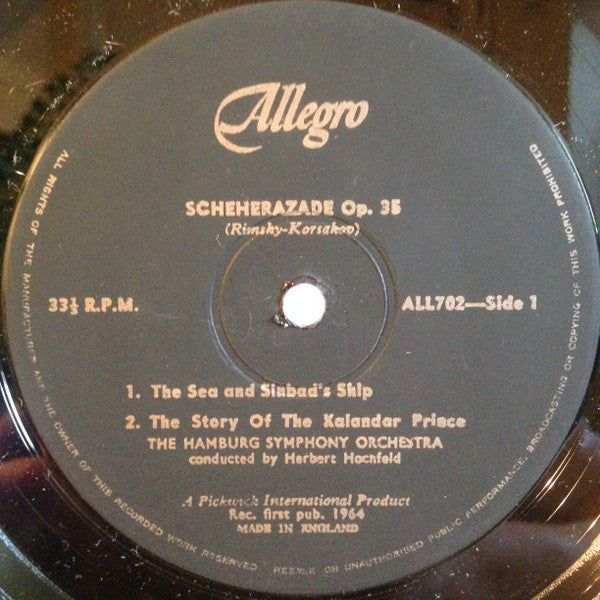 Allegro
SCHEHERAZADE Op. 35
(Rimsky-Korsakov)
33⅓ R.P.M.
ALL702—Side 1
1. The Sea and Sinbad's Ship
2. The Story Of The Kalandar Prince
THE HAMBURG SYMPHONY ORCHESTRA
conducted by Herbert Hochfeld
A Pickwick International Product
Rec. first pub. 1964
MADE IN ENGLAND
ALL RIGHTS OF THE MANUFACTURER AND THE OWNER OF THIS RECORDED WORK RESERVED. RESALE OR UNAUTHORISED PUBLIC PERFORMANCE, BROADCASTING OR COPYING OF THIS WORK PROHIBITED